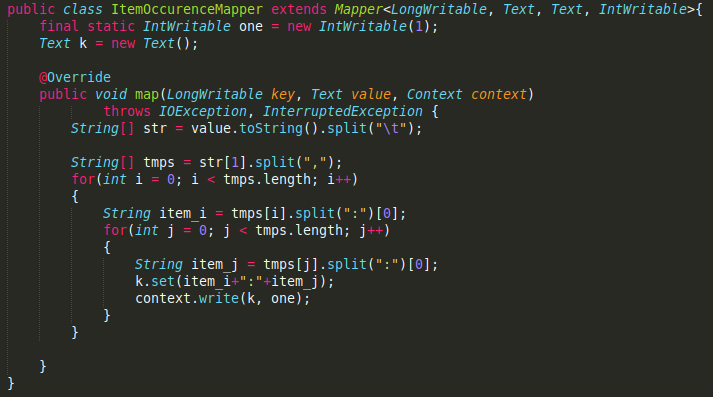 public class ItemOccurenceMapper extends Mapper<LongWritable, Text, Text, IntWritable>{
    final static IntWritable one = new IntWritable(1);
    Text k = new Text();

    @Override
    public void map(LongWritable key, Text value, Context context)
            throws IOException, InterruptedException {
        String[] str = value.toString().split("\t");

        String[] tmps = str[1].split(",");
        for(int i = 0; i < tmps.length; i++)
        {
            String item_i = tmps[i].split(":")[0];
            for(int j = 0; j < tmps.length; j++)
            {
                String item_j = tmps[j].split(":")[0];
                k.set(item_i+":"+item_j);
                context.write(k, one);
            }
        }

    }
}